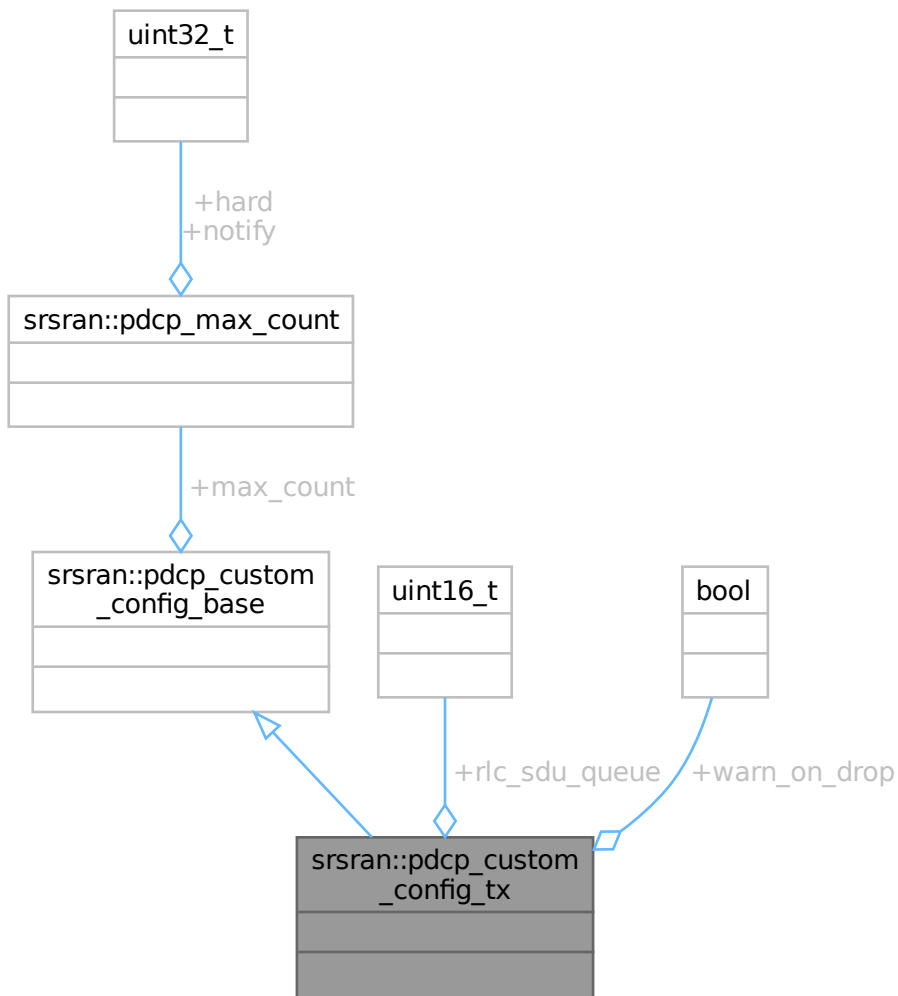 uint32_t
+hard
+notify
srsran::pdcp_max_count
+max_count
srsran::pdcp_custom
_config_base
uint16_t
bool
+rlc_sdu_queue
+warn_on_drop
srsran::pdcp_custom
_config_tx